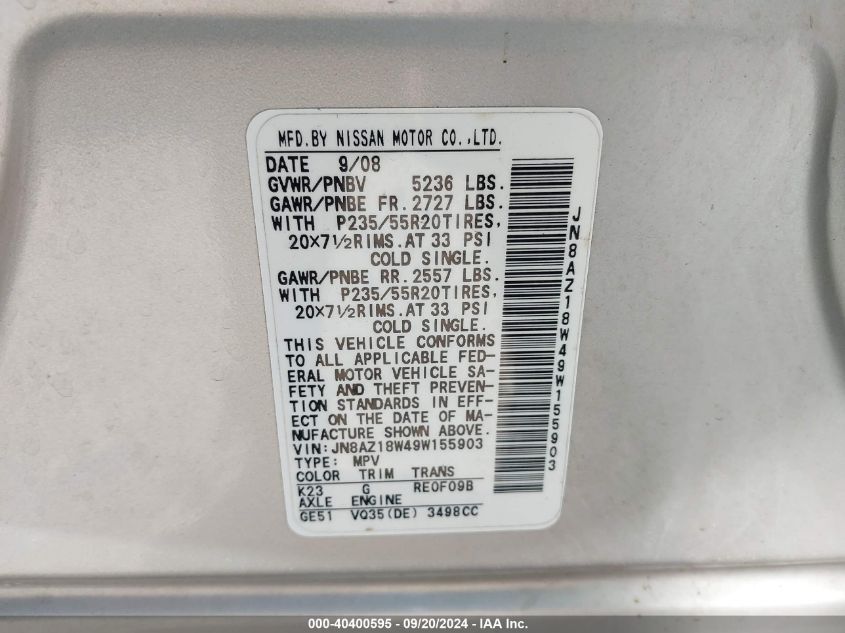 MFD.BY NISSAN MOTOR CO.,LTD.
DATE 9/08
GVWR/PNBV 5236 LBS.
GAWR/PNBE FR. 2727 LBS.
WITH P235/55R20TIRES,
20X7½RIMS.AT 33 PSI
COLD SINGLE.
GAWR/PNBE RR. 2557 LBS.
WITH P235/55R20TIRES,
20X7½RIMS.AT 33 PSI
COLD SINGLE.
THIS VEHICLE CONFORMS
TO ALL APPLICABLE FED-
ERAL MOTOR VEHICLE SA-
FETY AND THEFT PREVEN-
TION STANDARDS IN EFF-
ECT ON THE DATE OF MA-
NUFACTURE SHOWN ABOVE.
VIN:JN8AZ18W49W155903
TYPE: MPV
COLOR TRIM TRANS
K23 G RE0F09B
AXLE ENGINE
GE51 VQ35(DE) 3498CC
JN8AZ18W49W155903
000-40400595 - 09/20/2024 - IAA Inc.